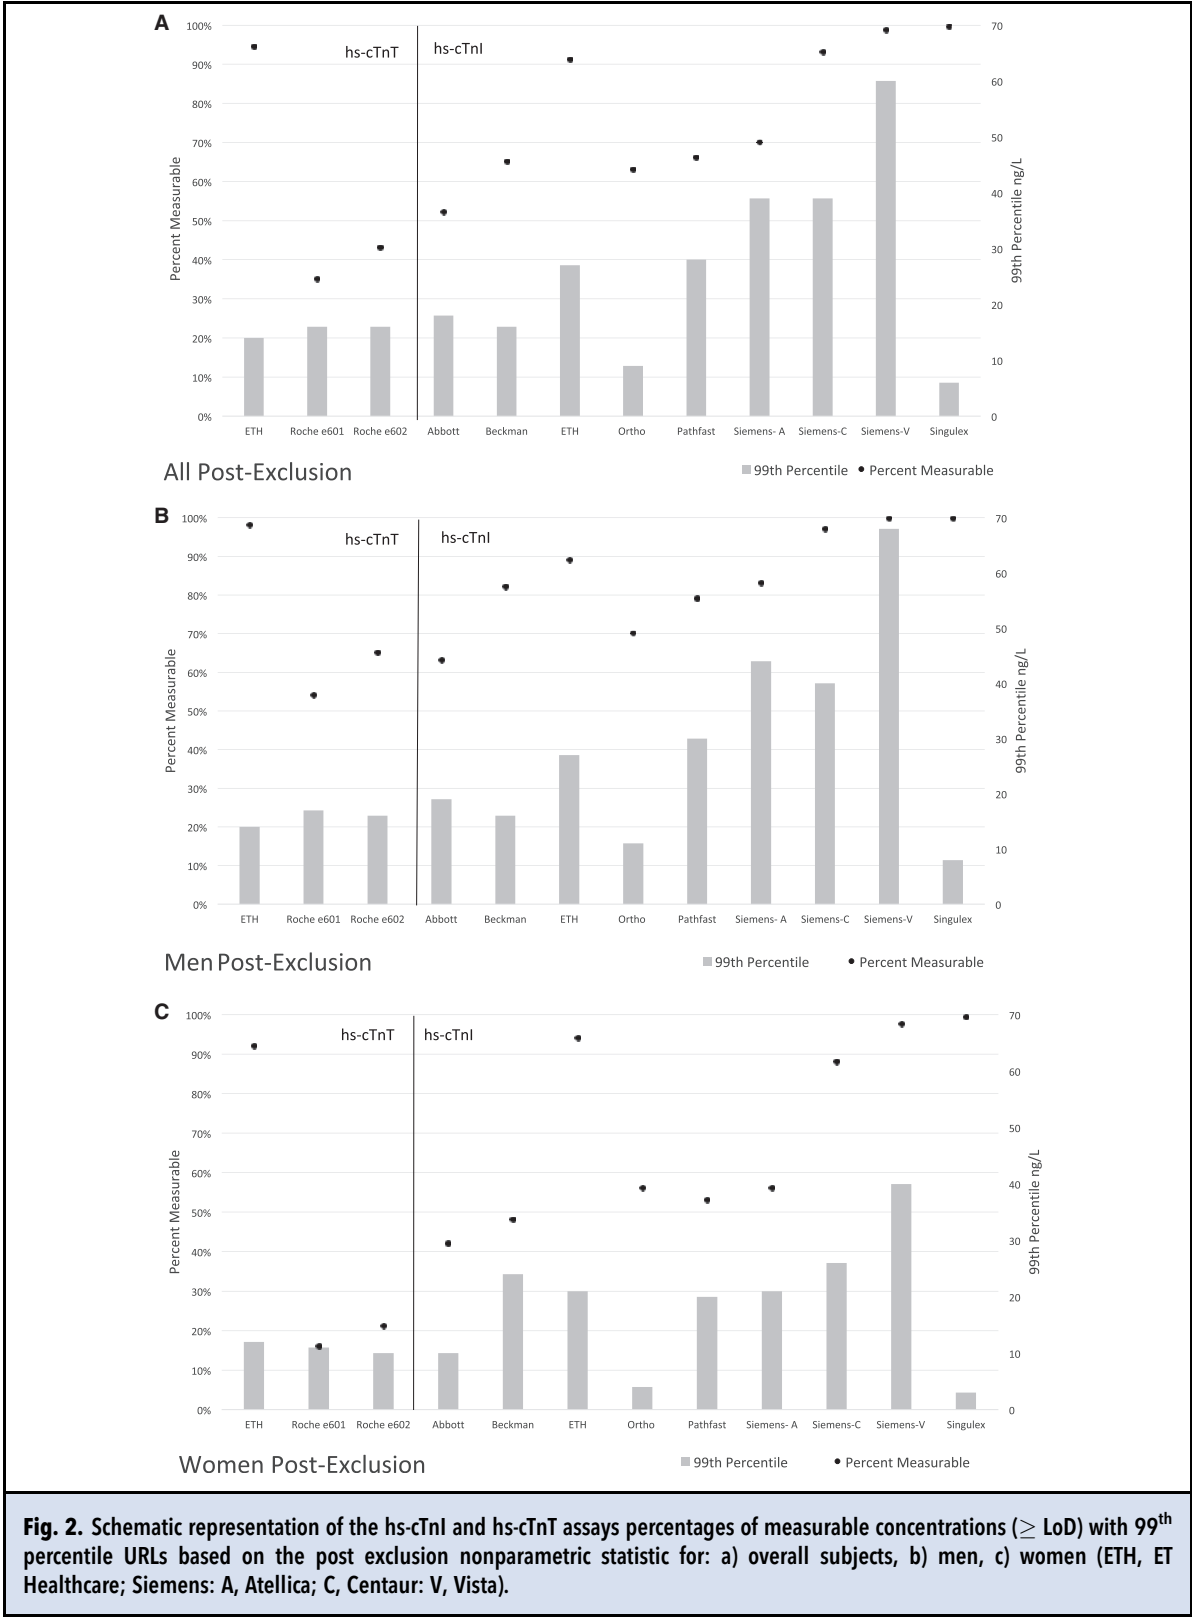 A
100%
90%
80%
70%
60%
50%
40%
30%
20%
10%
0%
Percent Measurable
hs-cTnT
hs-cTnI
70
60
50
40
30
20
10
0
99th Percentile ng/L
ETH Roche e601 Roche e602 Abbott Beckman ETH Ortho Pathfast Siemens- A Siemens-C Siemens-V Singulex
All Post-Exclusion
99th Percentile Percent Measurable
B
100%
90%
80%
70%
60%
50%
40%
30%
20%
10%
0%
Percent Measurable
hs-cTnT
hs-cTnI
70
60
50
40
30
20
10
0
99th Percentile ng/L
ETH Roche e601 Roche e602 Abbott Beckman ETH Ortho Pathfast Siemens- A Siemens-C Siemens-V Singulex
Men Post-Exclusion
99th Percentile Percent Measurable
C
100%
90%
80%
70%
60%
50%
40%
30%
20%
10%
0%
Percent Measurable
hs-cTnT
hs-cTnI
70
60
50
40
30
20
10
0
99th Percentile ng/L
ETH Roche e601 Roche e602 Abbott Beckman ETH Ortho Pathfast Siemens- A Siemens-C Siemens-V Singulex
Women Post-Exclusion
99th Percentile Percent Measurable
Fig. 2. Schematic representation of the hs-cTnI and hs-cTnT assays percentages of measurable concentrations (≥ LoD) with 99th
percentile URLs based on the post exclusion nonparametric statistic for: a) overall subjects, b) men, c) women (ETH, ET
Healthcare; Siemens: A, Atellica; C, Centaur: V, Vista).